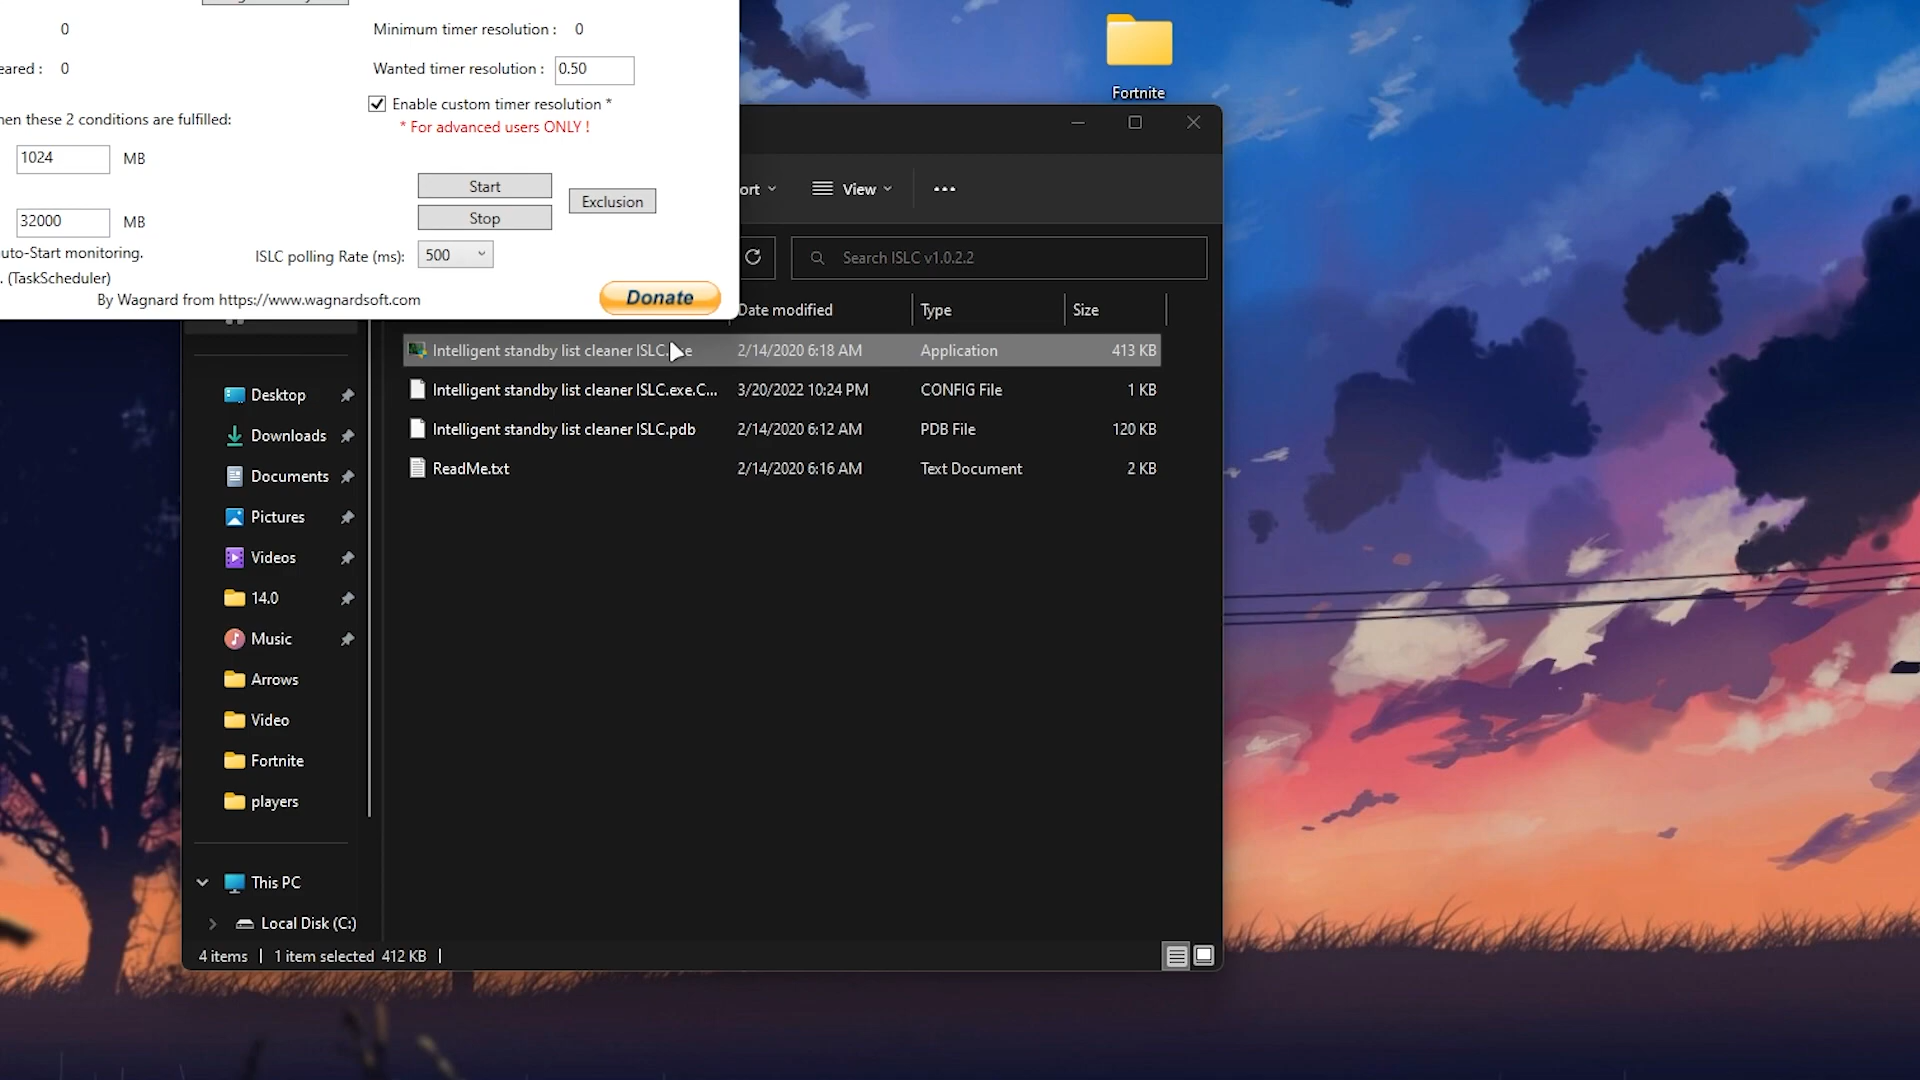 0
Minimum timer resolution : 0
eared : 0
Wanted timer resolution : 0.50
Enable custom timer resolution *
* For advanced users ONLY !
hen these 2 conditions are fulfilled:
1024 MB
32000 MB
Start
Stop
Exclusion
uto-Start monitoring.
ISLC polling Rate (ms): 500
. (TaskScheduler)
By Wagnard from https://www.wagnardsoft.com
Donate
Fortnite
ort
View
Search ISLC v1.0.2.2
Date modified Type Size
Intelligent standby list cleaner ISLC.exe 2/14/2020 6:18 AM Application 413 KB
Intelligent standby list cleaner ISLC.exe.C... 3/20/2022 10:24 PM CONFIG File 1 KB
Intelligent standby list cleaner ISLC.pdb 2/14/2020 6:12 AM PDB File 120 KB
ReadMe.txt 2/14/2020 6:16 AM Text Document 2 KB
Desktop
Downloads
Documents
Pictures
Videos
14.0
Music
Arrows
Video
Fortnite
players
This PC
Local Disk (C:)
4 items 1 item selected 412 KB